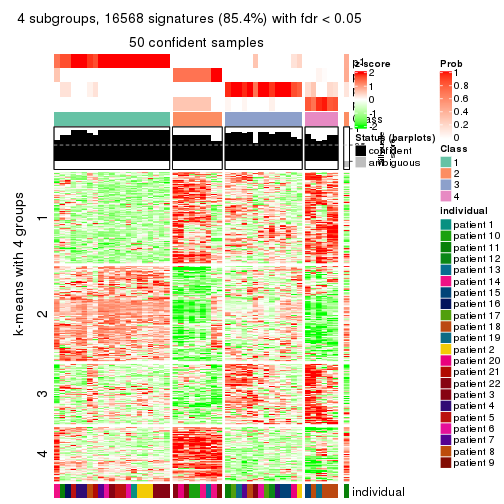 4 subgroups, 16568 signatures (85.4%) with fdr < 0.05
50 confident samples
k-means with 4 groups
1
2
3
4
individual
z-score
2
1
0
-1
-2
Status (barplots)
confident
ambiguous
Prob
1
0.8
0.6
0.4
0.2
0
Class
1
2
3
4
Individual
patient 1
patient 10
patient 11
patient 12
patient 13
patient 14
patient 15
patient 16
patient 17
patient 18
patient 19
patient 2
patient 20
patient 21
patient 22
patient 3
patient 4
patient 5
patient 6
patient 7
patient 8
patient 9